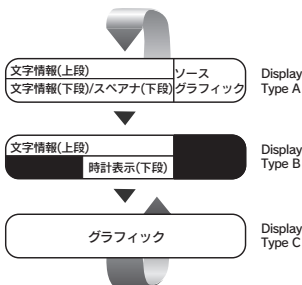 文字情報(上段)
文字情報(下段)/スペアナ(下段)
ソース
グラフィック
Display
Type A
文字情報(上段)
時計表示(下段)
Display
Type B
グラフィック
Display
Type C